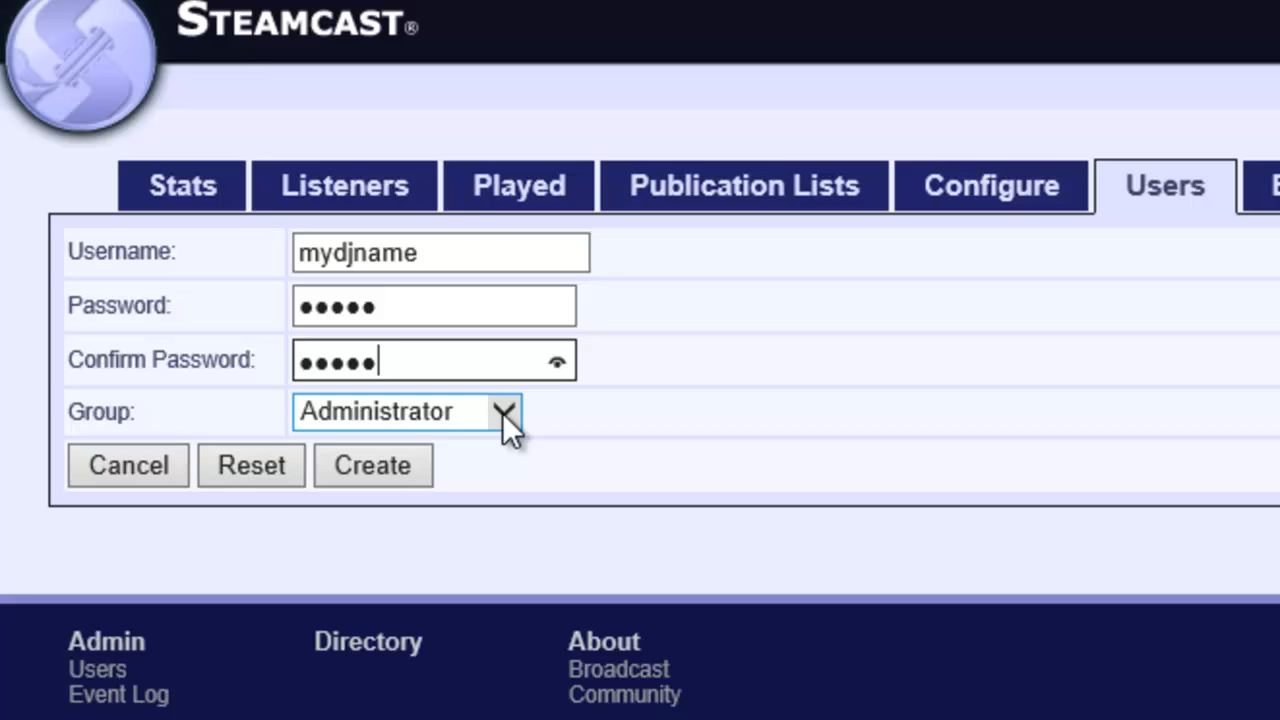 STEAMCAST®
Stats Listeners Played Publication Lists Configure Users
Username: mydjname
Password: •••••
Confirm Password: •••••
Group: Administrator
Cancel Reset Create
Admin Directory About
Users Broadcast
Event Log Community